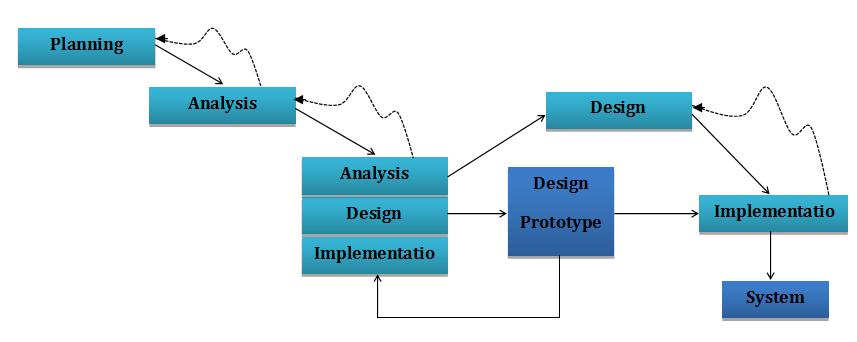 Planning
Analysis
Analysis
Design
Implementatio
Design
Prototype
Design
Implementatio
System